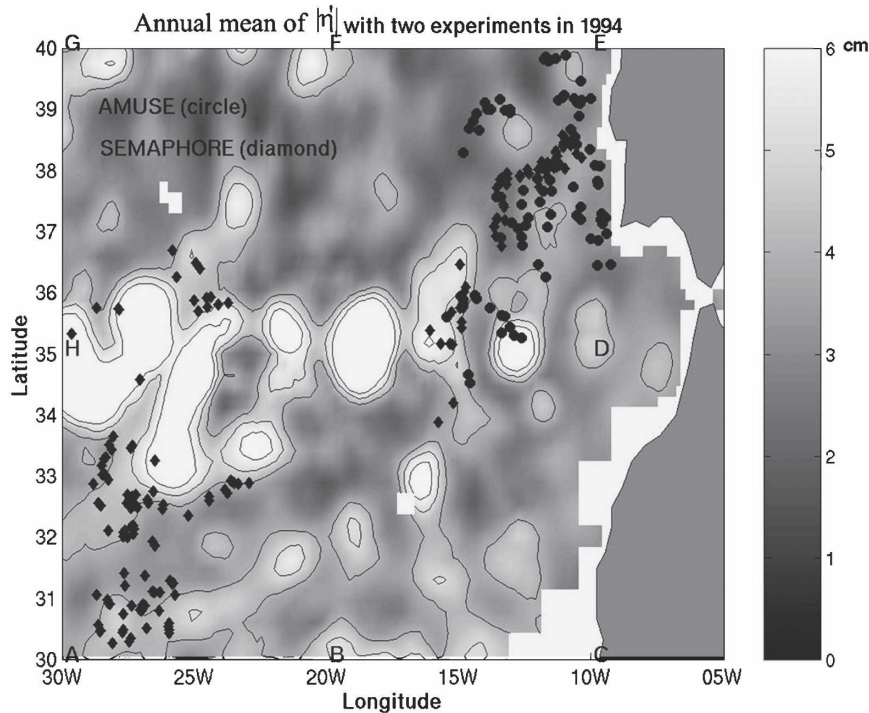 Annual mean of |η'| with two experiments in 1994
G F E
40
39
38
37
36
35
34
33
32
31
30
AMUSE (circle)
SEMAPHORE (diamond)
H D
A B C
30W 25W 20W 15W 10W 05W
Longitude
Latitude
6 cm
5
4
3
2
1
0